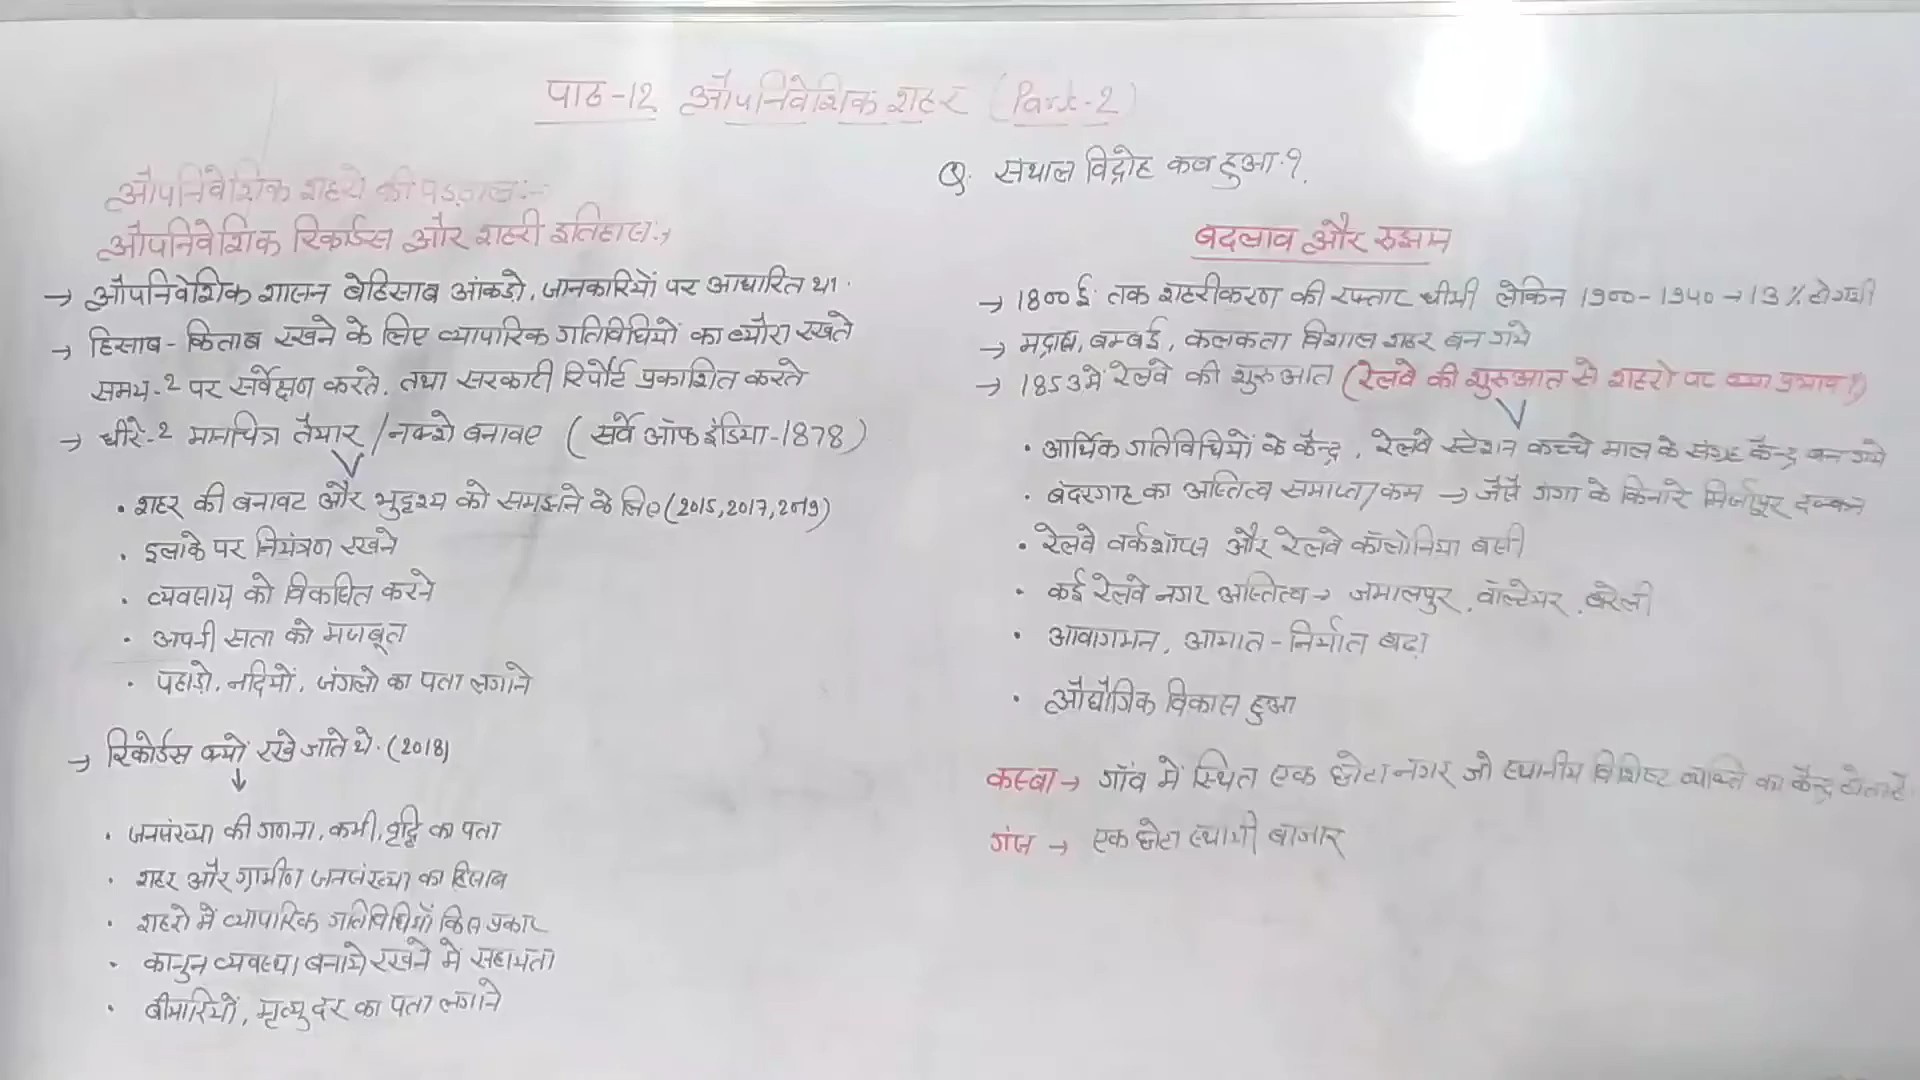 पाठ-12 औपनिवेशिक शहर (Part-2)
औपनिवेशिक शहरो की पड़ताल:-
औपनिवेशिक रिकार्डस और शहरी इतिहास:→
→ औपनिवेशिक शासन बेहिसाब आंकडो, जानकारियों पर आधारित था.
→ हिसाब-किताब रखने के लिए व्यापारिक गतिविधियों का ब्यौरा रखते
समय-2 पर सर्वेक्षण करते, तथा सरकारी रिपोर्ट प्रकाशित करते
→ धीरे-2 मानचित्र तैयार/नक्शे बनावए (सर्वे ऑफ इंडिया-1878)
• शहर की बनावट और भुदृश्य को समझने के लिए (2015,2017,2019)
• इलाके पर नियंत्रण रखने
• व्यवसाय को विकसित करने
• अपनी सता को मजबूत
• पहाड़ो, नदियों, जंगलो का पता लगाने
→ रिकोर्डस क्यों रखे जाते थे. (2018)
↓
• जनसंख्या की गणना, कमी, वृद्धि का पता
• शहर और ग्रामीण जनसंख्या का हिसाब
• शहरो में व्यापारिक गतिविधियाँ किस प्रकार
• कानुन व्यवस्था बनाये रखने में सहायता
• बीमारियों, मृत्युदर का पता लगाने
Q. सथाल विद्रोह कब हुआ.?
बदलाव और रुझान
→ 1800 ई. तक शहरीकरण की रफ्तार धीमी लेकिन 1900-1940→13% हो गयी
→ मद्रास, बम्बई, कलकता विशाल शहर बन गये
→ 1853 में रेलवे की शुरुआत (रेलवे की शुरुआत से शहरो पर क्या प्रभाव?)
• आर्थिक गतिविधियों के केन्द्र, रेलवे स्टेशन कच्चे माल के संग्रह केन्द्र बन गये
• बंदरगाह का अस्तित्व समाप्त/कम → जैसे गंगा के किनारे मिर्जापुर दक्कन
• रेलवे वर्कशॉप्स और रेलवे कॉलोनिया बसी
• कई रेलवे नगर अस्तित्व→ जमालपुर, वॉल्टेयर, बरेली
• आवागमन, आयात-निर्यात बढा
• औद्योगिक विकास हुआ
कस्बा→ गाँव में स्थित एक छोटा नगर जो स्थानीय विशिष्ट व्यक्ति का केन्द्र होता है.
गंज → एक छोटा स्थायी बाजार